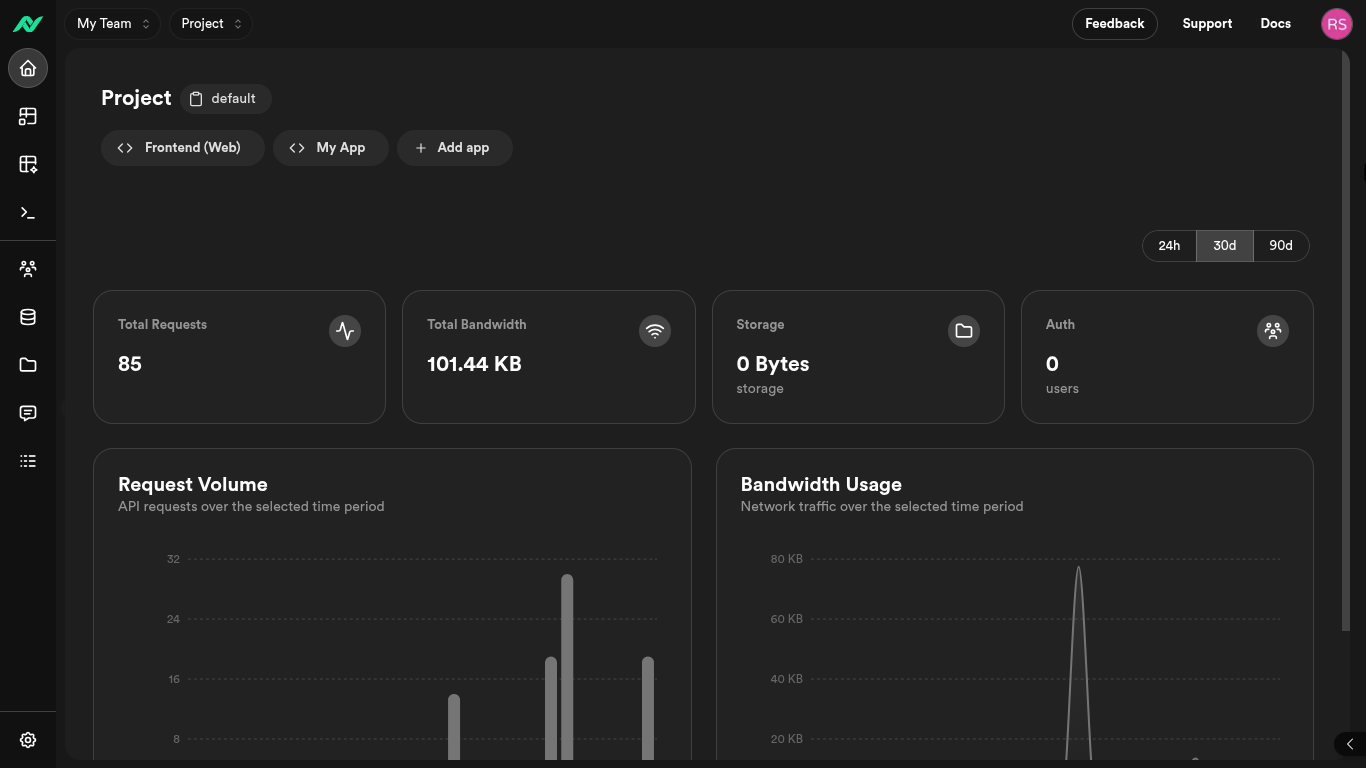 My Team
Project
Feedback
Support
Docs
RS
Project
default
Frontend (Web)
My App
Add app
24h
30d
90d
Total Requests
85
Total Bandwidth
101.44 KB
Storage
0 Bytes
storage
Auth
0
users
Request Volume
API requests over the selected time period
32
24
16
8
Bandwidth Usage
Network traffic over the selected time period
80 KB
60 KB
40 KB
20 KB